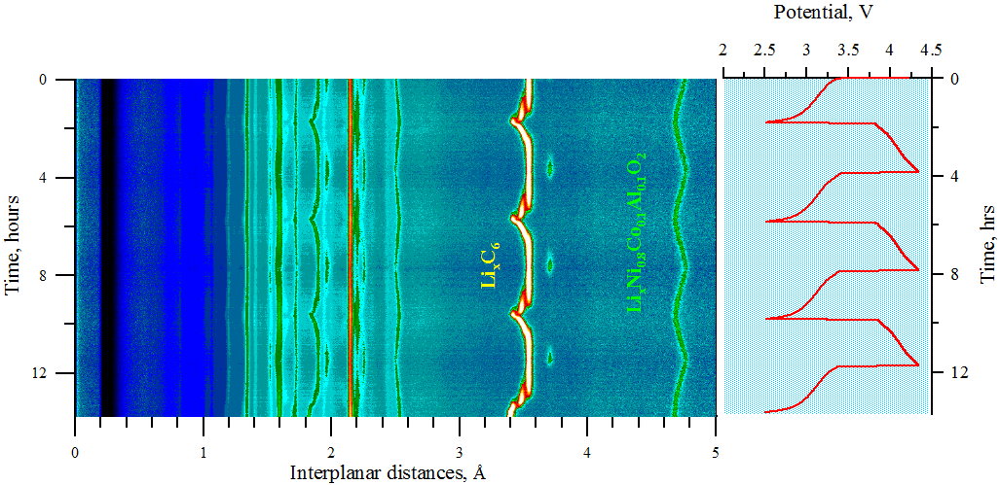 Potential, V
2 2.5 3 3.5 4 4.5
0 0
4 4
8 8
12 12
Time, hours
LiₓC₆
LiₓNi₀.₈Co₀.₁Al₀.₁O₂
Time, hrs
0 1 2 3 4 5
Interplanar distances, Å